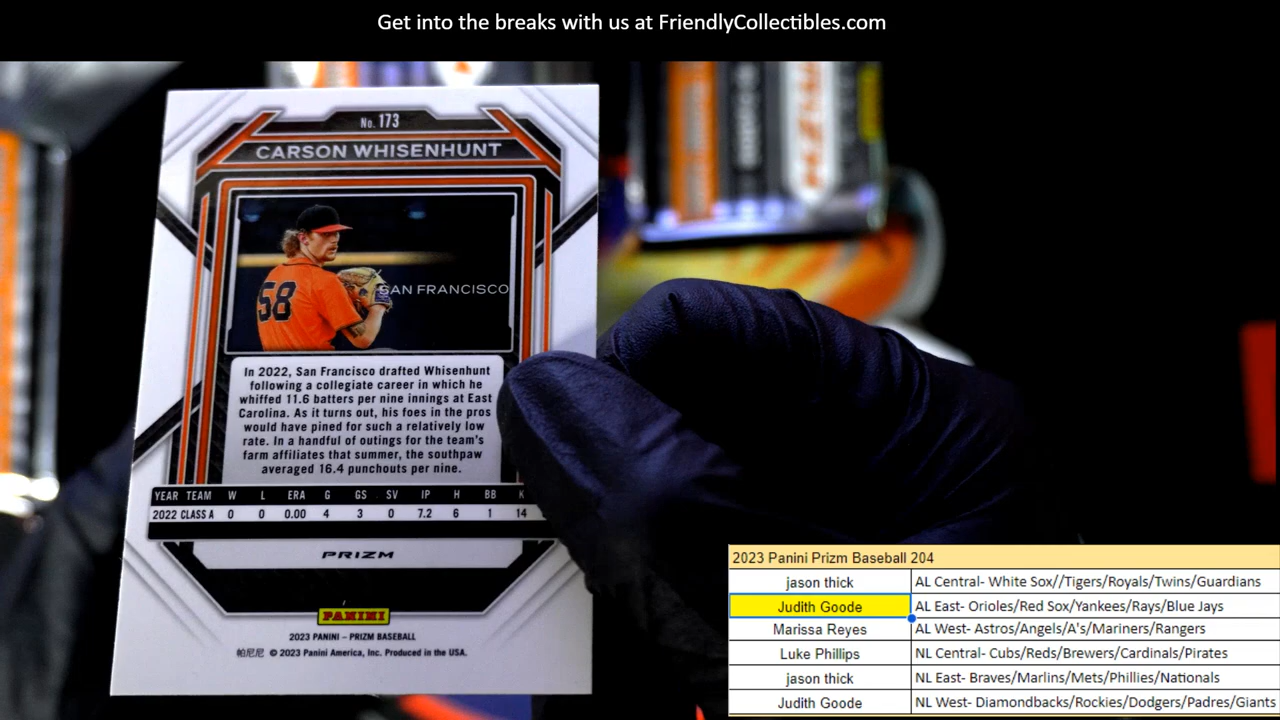 Get into the breaks with us at FriendlyCollectibles.com
No. 173
CARSON WHISENHUNT
58
SAN FRANCISCO
In 2022, San Francisco drafted Whisenhunt
following a collegiate career in which he
whiffed 11.6 batters per nine innings at East
Carolina. As it turns out, his foes in the pros
would have pined for such a relatively low
rate. In a handful of outings for the team's
farm affiliates that summer, the southpaw
averaged 16.4 punchouts per nine.
YEAR TEAM W L ERA G GS SV IP H BB K
2022 CLASS A 0 0 0.00 4 3 0 7.2 6 1 14
PRIZM
PANINI
2023 PANINI – PRIZM BASEBALL
帕尼尼 © 2023 Panini America, Inc. Produced in the USA.
2023 Panini Prizm Baseball 204
jason thick AL Central- White Sox//Tigers/Royals/Twins/Guardians
Judith Goode AL East- Orioles/Red Sox/Yankees/Rays/Blue Jays
Marissa Reyes AL West- Astros/Angels/A's/Mariners/Rangers
Luke Phillips NL Central- Cubs/Reds/Brewers/Cardinals/Pirates
jason thick NL East- Braves/Marlins/Mets/Phillies/Nationals
Judith Goode NL West- Diamondbacks/Rockies/Dodgers/Padres/Giants